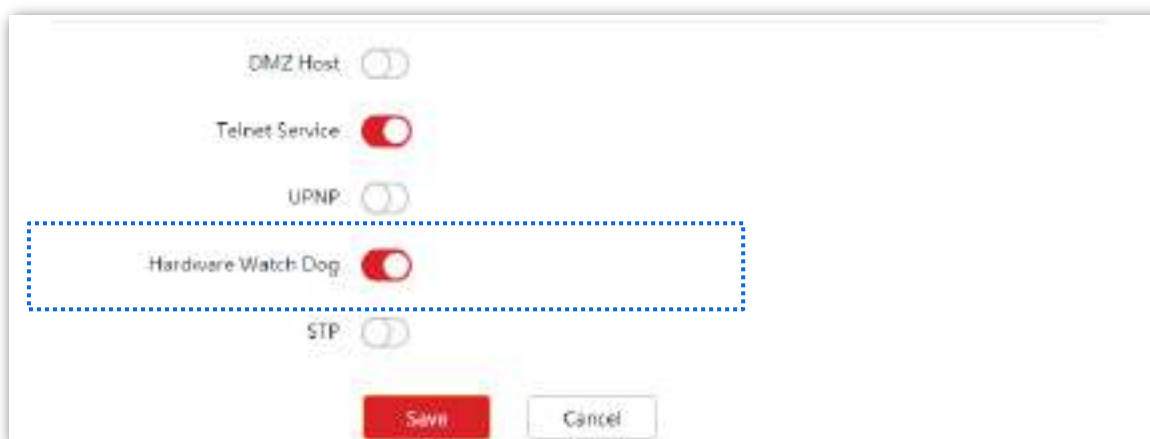 DMZ Host
Telnet Service
UPNP
Hardware Watch Dog
STP
Save Cancel